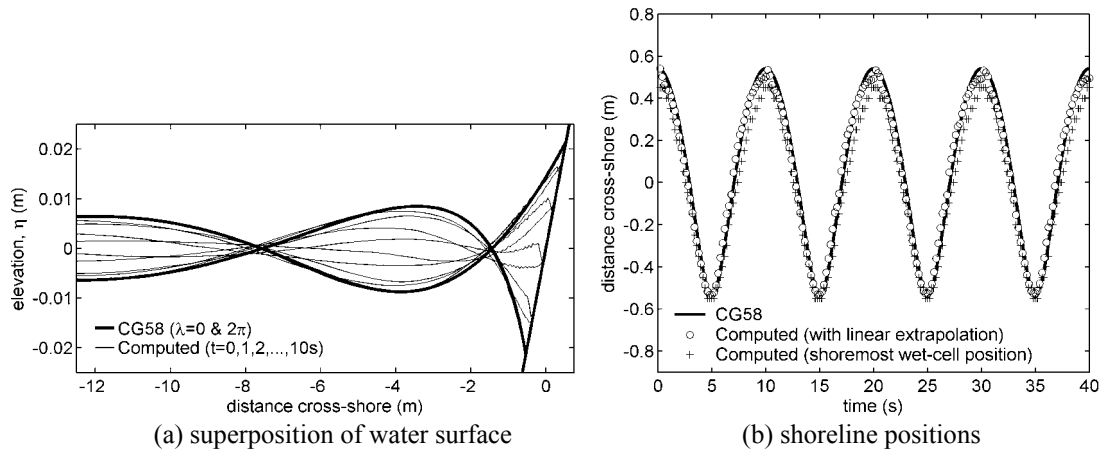 0.02
0.01
0
-0.01
-0.02
elevation, η (m)
CG58 (λ=0 & 2π)
Computed (t=0,1,2,...,10s)
-12 -10 -8 -6 -4 -2 0
distance cross-shore (m)
(a) superposition of water surface
0.8
0.6
0.4
0.2
0
-0.2
-0.4
-0.6
-0.8
distance cross-shore (m)
CG58
Computed (with linear extrapolation)
Computed (shoremost wet-cell position)
0 5 10 15 20 25 30 35 40
time (s)
(b) shoreline positions